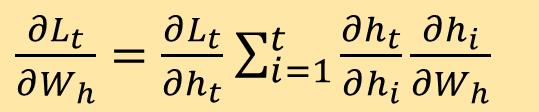 ∂L_t/∂W_h = ∂L_t/∂h_t ∑_{i=1}^{t} ∂h_t/∂h_i ∂h_i/∂W_h